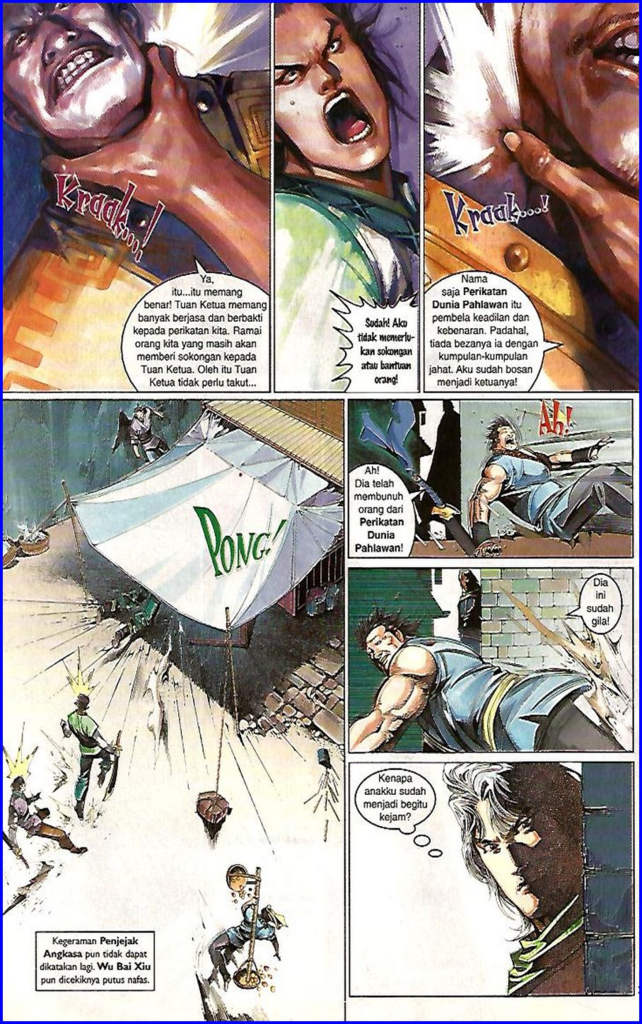 Kraak....!
Ya,
itu...itu memang
benar! Tuan Ketua memang
banyak berjasa dan berbakti
kepada perikatan kita. Ramai
orang kita yang masih akan
memberi sokongan kepada
Tuan Ketua. Oleh itu Tuan
Ketua tidak perlu takut...
Sudah! Aku
tidak memerlu-
kan sokongan
atau bantuan
orang!
Kraak....!
Nama
saja Perikatan
Dunia Pahlawan itu
pembela keadilan dan
kebenaran. Padahal,
tiada bezanya ia dengan
kumpulan-kumpulan
jahat. Aku sudah bosan
menjadi ketuanya!
PONG!
Kegeraman Penjejak
Angkasa pun tidak dapat
dikatakan lagi. Wu Bai Xiu
pun dicekiknya putus nafas.
Ah!
Ah!
Dia telah
membunuh
orang dari
Perikatan
Dunia
Pahlawan!
Dia
ini
sudah
gila!
Kenapa
anakku sudah
menjadi begitu
kejam?